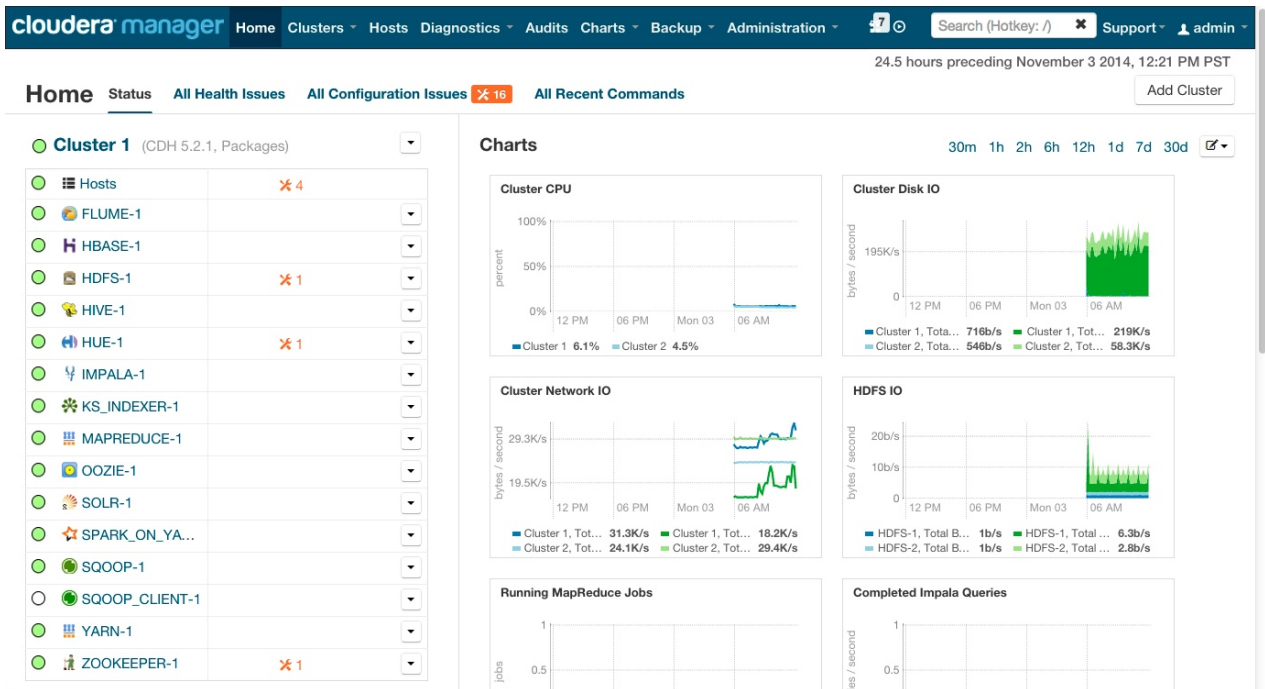 cloudera manager Home Clusters Hosts Diagnostics Audits Charts Backup Administration 7 Search (Hotkey: /) Support admin
24.5 hours preceding November 3 2014, 12:21 PM PST
Home Status All Health Issues All Configuration Issues 16 All Recent Commands Add Cluster
Cluster 1 (CDH 5.2.1, Packages)
Hosts 4
FLUME-1
HBASE-1
HDFS-1 1
HIVE-1
HUE-1 1
IMPALA-1
KS_INDEXER-1
MAPREDUCE-1
OOZIE-1
SOLR-1
SPARK_ON_YA...
SQOOP-1
SQOOP_CLIENT-1
YARN-1
ZOOKEEPER-1 1
Charts 30m 1h 2h 6h 12h 1d 7d 30d
Cluster CPU
percent
100%
50%
0%
12 PM 06 PM Mon 03 06 AM
Cluster 1 6.1% Cluster 2 4.5%
Cluster Disk IO
bytes / second
195K/s
0
12 PM 06 PM Mon 03 06 AM
Cluster 1, Tota... 716b/s Cluster 1, Tot... 219K/s
Cluster 2, Tota... 546b/s Cluster 2, Tot... 58.3K/s
Cluster Network IO
bytes / second
29.3K/s
19.5K/s
12 PM 06 PM Mon 03 06 AM
Cluster 1, Tot... 31.3K/s Cluster 1, Tot... 18.2K/s
Cluster 2, Tot... 24.1K/s Cluster 2, Tot... 29.4K/s
HDFS IO
bytes / second
20b/s
10b/s
0
12 PM 06 PM Mon 03 06 AM
HDFS-1, Total B... 1b/s HDFS-1, Total ... 6.3b/s
HDFS-2, Total B... 1b/s HDFS-2, Total ... 2.8b/s
Running MapReduce Jobs
jobs
1
0.5
Completed Impala Queries
es / second
1
0.5